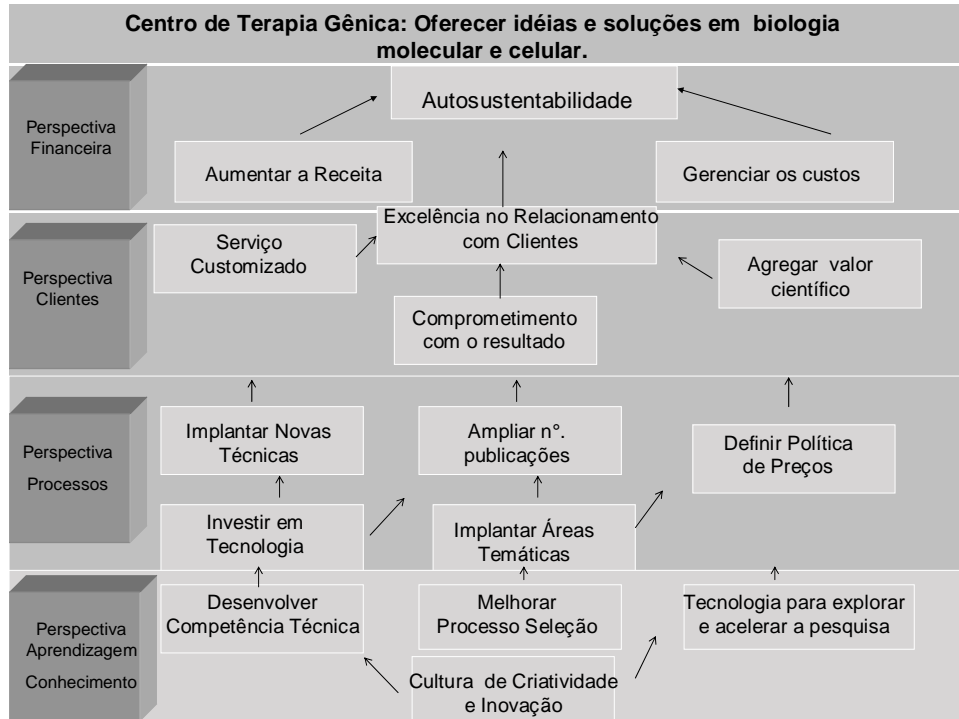 Centro de Terapia Gênica: Oferecer idéias e soluções em biologia
molecular e celular.
Perspectiva
Financeira
Autosustentabilidade
Aumentar a Receita
Gerenciar os custos
Perspectiva
Clientes
Serviço
Customizado
Excelência no Relacionamento
com Clientes
Agregar valor
científico
Comprometimento
com o resultado
Perspectiva
Processos
Implantar Novas
Técnicas
Ampliar n°.
publicações
Definir Política
de Preços
Investir em
Tecnologia
Implantar Áreas
Temáticas
Perspectiva
Aprendizagem
Conhecimento
Desenvolver
Competência Técnica
Melhorar
Processo Seleção
Tecnologia para explorar
e acelerar a pesquisa
Cultura de Criatividade
e Inovação